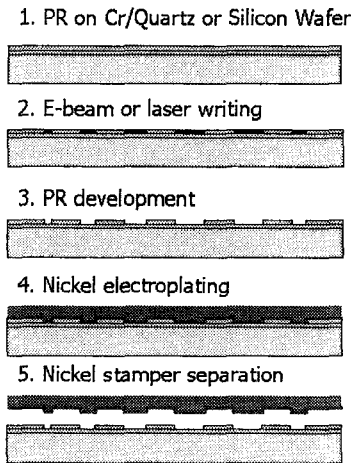 1. PR on Cr/Quartz or Silicon Wafer
2. E-beam or laser writing
3. PR development
4. Nickel electroplating
5. Nickel stamper separation